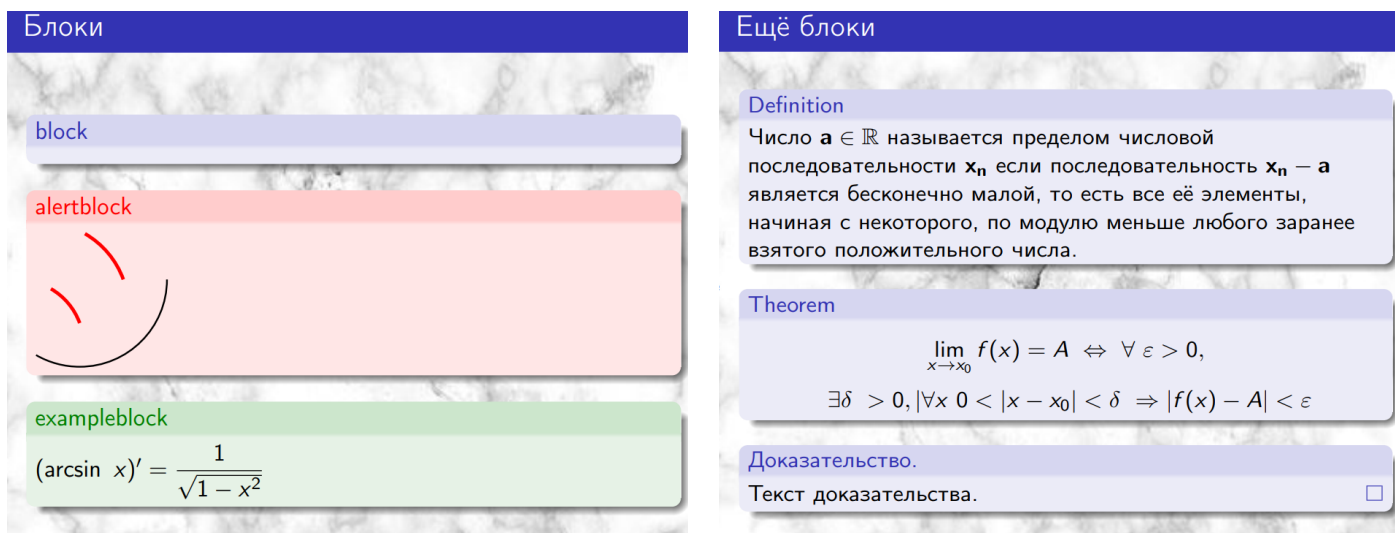 Блоки
block
alertblock
exampleblock
(arcsin x)′ = 1 / √(1 − x²)
Ещё блоки
Definition
Число a ∈ ℝ называется пределом числовой
последовательности xₙ если последовательность xₙ − a
является бесконечно малой, то есть все её элементы,
начиная с некоторого, по модулю меньше любого заранее
взятого положительного числа.
Theorem
lim x→x₀ f(x) = A ⇔ ∀ ε > 0,
∃δ > 0, |∀x 0 < |x − x₀| < δ ⇒ |f(x) − A| < ε
Доказательство.
Текст доказательства.